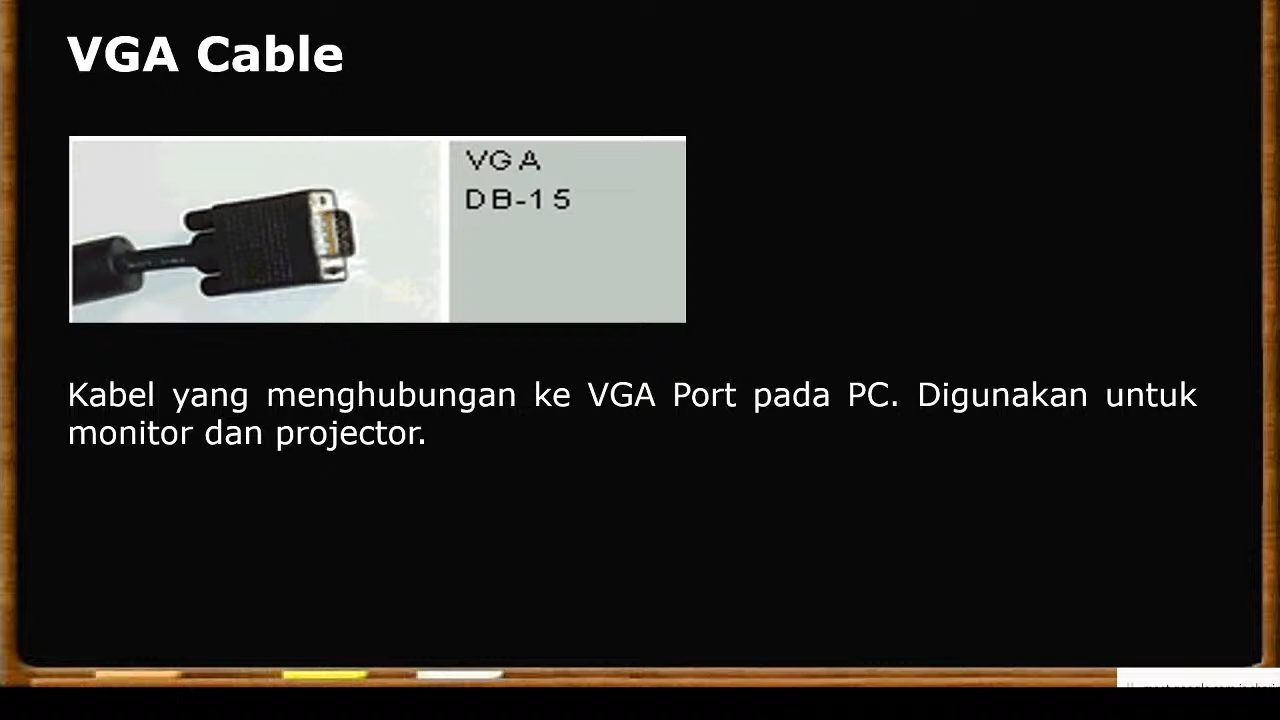 VGA Cable
VGA
DB-15
Kabel yang menghubungan ke VGA Port pada PC. Digunakan untuk
monitor dan projector.